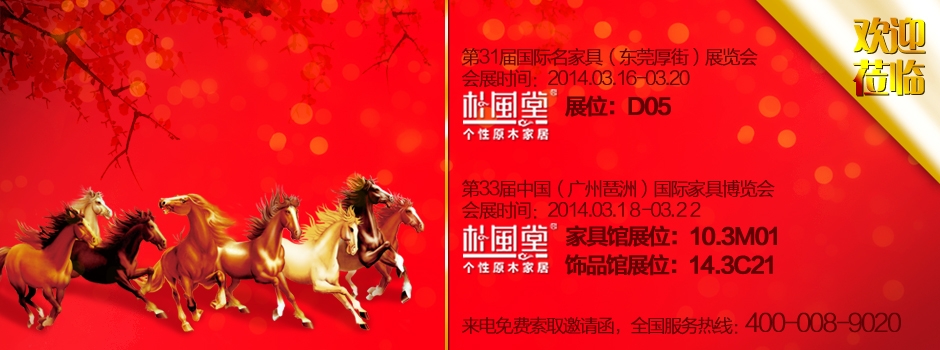 欢迎
莅临
第31届国际名家具（东莞厚街）展览会
会展时间：2014.03.16-03.20
朴風堂®
个性原木家居
展位：D05
第33届中国（广州琶洲）国际家具博览会
会展时间：2014.03.18-03.22
朴風堂®
个性原木家居
家具馆展位：10.3M01
饰品馆展位：14.3C21
来电免费索取邀请函，全国服务热线：400-008-9020